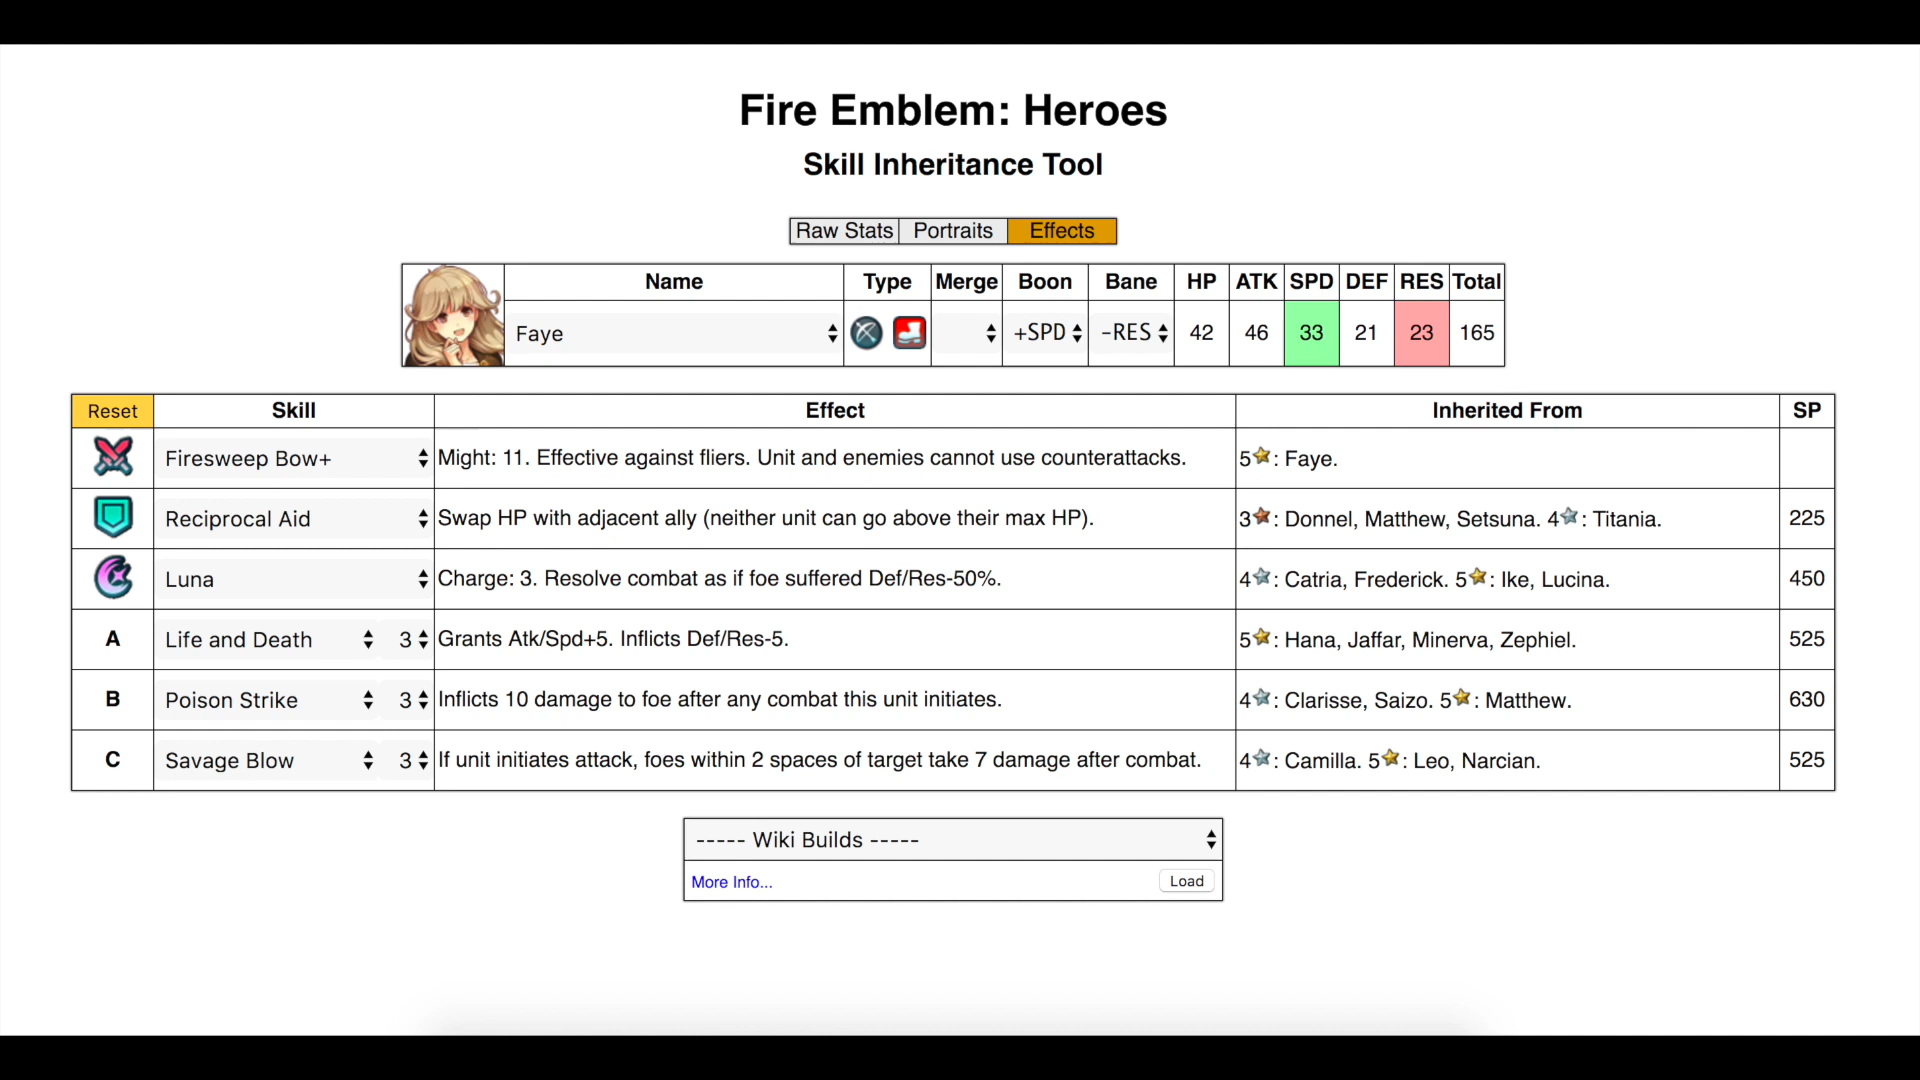 Fire Emblem: Heroes
Skill Inheritance Tool
Raw Stats Portraits Effects
Name Type Merge Boon Bane HP ATK SPD DEF RES Total
Faye +SPD -RES 42 46 33 21 23 165
Reset Skill Effect Inherited From SP
Firesweep Bow+ Might: 11. Effective against fliers. Unit and enemies cannot use counterattacks. 5⭐: Faye.
Reciprocal Aid Swap HP with adjacent ally (neither unit can go above their max HP). 3⭐: Donnel, Matthew, Setsuna. 4⭐: Titania. 225
Luna Charge: 3. Resolve combat as if foe suffered Def/Res-50%. 4⭐: Catria, Frederick. 5⭐: Ike, Lucina. 450
A Life and Death 3 Grants Atk/Spd+5. Inflicts Def/Res-5. 5⭐: Hana, Jaffar, Minerva, Zephiel. 525
B Poison Strike 3 Inflicts 10 damage to foe after any combat this unit initiates. 4⭐: Clarisse, Saizo. 5⭐: Matthew. 630
C Savage Blow 3 If unit initiates attack, foes within 2 spaces of target take 7 damage after combat. 4⭐: Camilla. 5⭐: Leo, Narcian. 525
----- Wiki Builds -----
More Info... Load